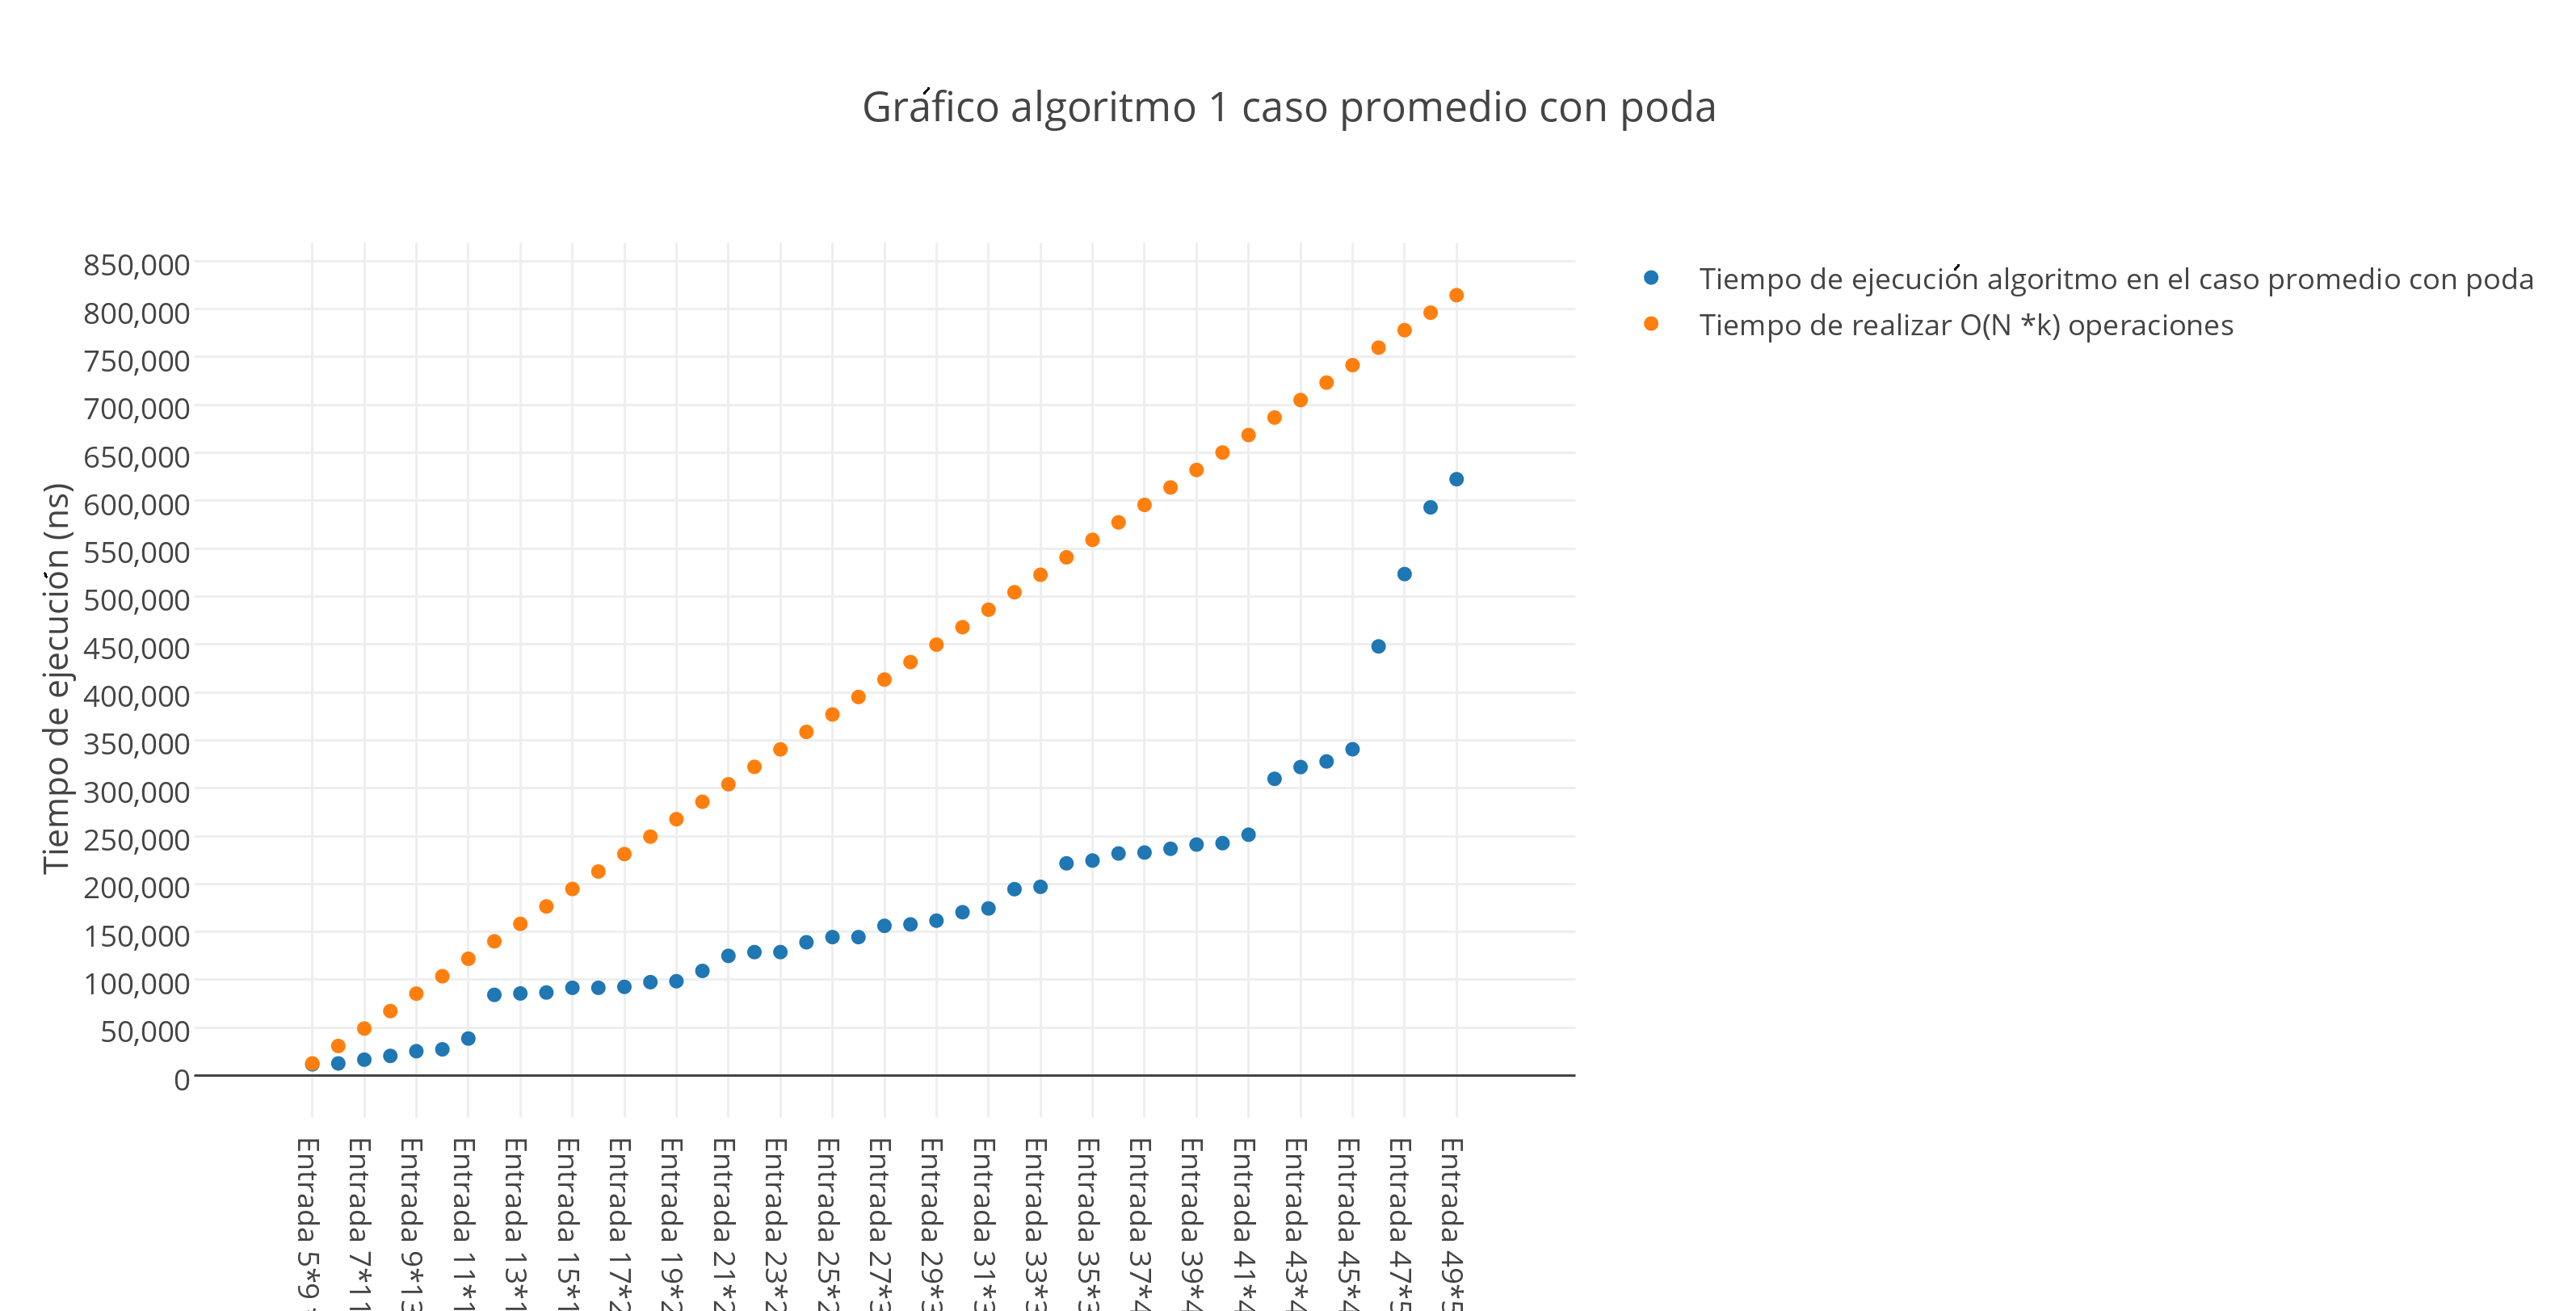 Gráfico algoritmo 1 caso promedio con poda
Tiempo de ejecución algoritmo en el caso promedio con poda
Tiempo de realizar O(N *k) operaciones
Tiempo de ejecución (ns)
850,000
800,000
750,000
700,000
650,000
600,000
550,000
500,000
450,000
400,000
350,000
300,000
250,000
200,000
150,000
100,000
50,000
0
Entrada 5*9
Entrada 7*11
Entrada 9*13
Entrada 11*1
Entrada 13*1
Entrada 15*1
Entrada 17*2
Entrada 19*2
Entrada 21*2
Entrada 23*2
Entrada 25*2
Entrada 27*3
Entrada 29*3
Entrada 31*3
Entrada 33*3
Entrada 35*3
Entrada 37*4
Entrada 39*4
Entrada 41*4
Entrada 43*4
Entrada 45*4
Entrada 47*5
Entrada 49*5